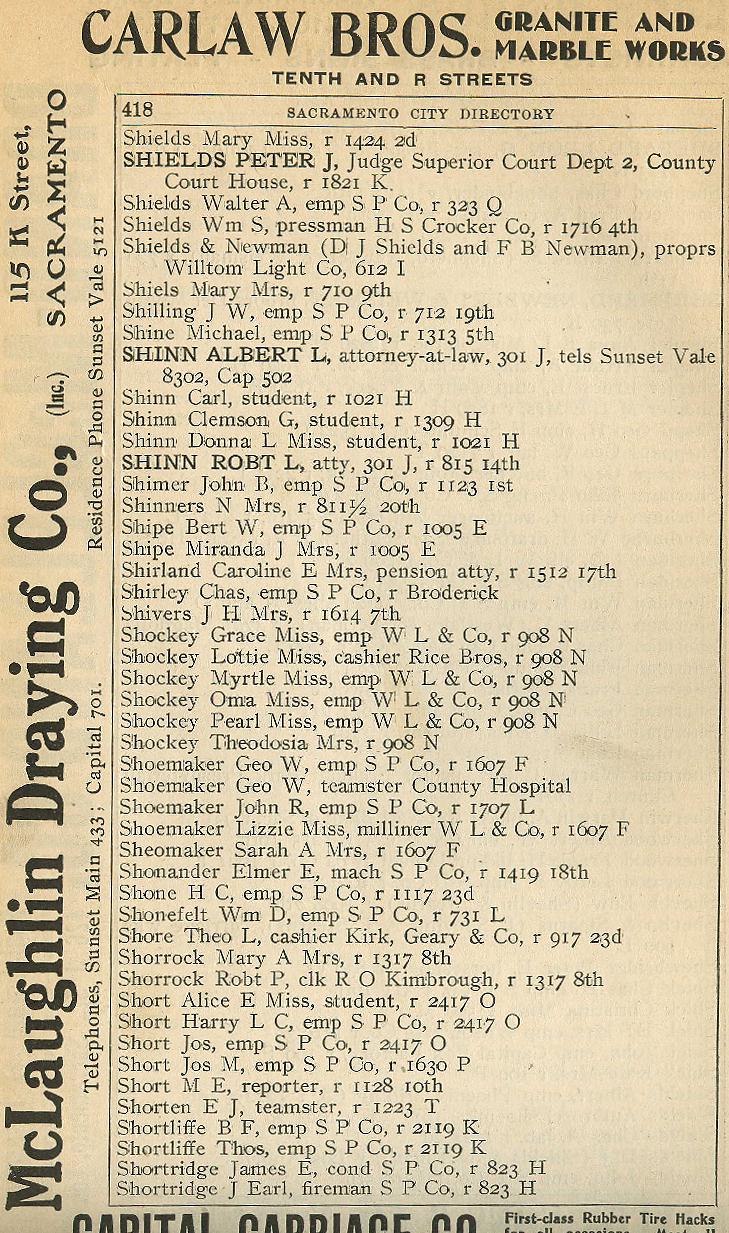 CARLAW BROS. GRANITE AND MARBLE WORKS
TENTH AND R STREETS
McLaughlin Draying Co., (Inc.) 115 K Street, SACRAMENTO
Telephones, Sunset Main 433; Capital 701. Residence Phone Sunset Vale 5121
418 SACRAMENTO CITY DIRECTORY
Shields Mary Miss, r 1424 2d
SHIELDS PETER J, Judge Superior Court Dept 2, County
Court House, r 1821 K.
Shields Walter A, emp S P Co, r 323 Q
Shields Wm S, pressman H S Crocker Co, r 1716 4th
Shields & Newman (D J Shields and F B Newman), proprs
Willtom Light Co, 612 I
Shiels Mary Mrs, r 710 9th
Shilling J W, emp S P Co, r 712 19th
Shine Michael, emp S P Co, r 1313 5th
SHINN ALBERT L, attorney-at-law, 301 J, tels Sunset Vale
8302, Cap 502
Shinn Carl, student, r 1021 H
Shinn Clemson G, student, r 1309 H
Shinn Donna L Miss, student, r 1021 H
SHINN ROBT L, atty, 301 J, r 815 14th
Shimer John B, emp S P Co, r 1123 1st
Shinners N Mrs, r 811½ 20th
Shipe Bert W, emp S P Co, r 1005 E
Shipe Miranda J Mrs, r 1005 E
Shirland Caroline E Mrs, pension atty, r 1512 17th
Shirley Chas, emp S P Co, r Broderick
Shivers J H Mrs, r 1614 7th
Shockey Grace Miss, emp W L & Co, r 908 N
Shockey Lottie Miss, cashier Rice Bros, r 908 N
Shockey Myrtle Miss, emp W L & Co, r 908 N
Shockey Oma Miss, emp W L & Co, r 908 N
Shockey Pearl Miss, emp W L & Co, r 908 N
Shockey Theodosia Mrs, r 908 N
Shoemaker Geo W, emp S P Co, r 1607 F
Shoemaker Geo W, teamster County Hospital
Shoemaker John R, emp S P Co, r 1707 L
Shoemaker Lizzie Miss, milliner W L & Co, r 1607 F
Sheomaker Sarah A Mrs, r 1607 F
Shonander Elmer E, mach S P Co, r 1419 18th
Shone H C, emp S P Co, r 1117 23d
Shonefelt Wm D, emp S P Co, r 731 L
Shore Theo L, cashier Kirk, Geary & Co, r 917 23d
Shorrock Mary A Mrs, r 1317 8th
Shorrock Robt P, clk R O Kimbrough, r 1317 8th
Short Alice E Miss, student, r 2417 O
Short Harry L C, emp S P Co, r 2417 O
Short Jos, emp S P Co, r 2417 O
Short Jos M, emp S P Co, r 1630 P
Short M E, reporter, r 1128 10th
Shorten E J, teamster, r 1223 T
Shortliffe B F, emp S P Co, r 2119 K
Shortliffe Thos, emp S P Co, r 2119 K
Shortridge James E, cond S P Co, r 823 H
Shortridge J Earl, fireman S P Co, r 823 H
CAPITAL CARRIAGE CO. First-class Rubber Tire Hacks
for all occasions.